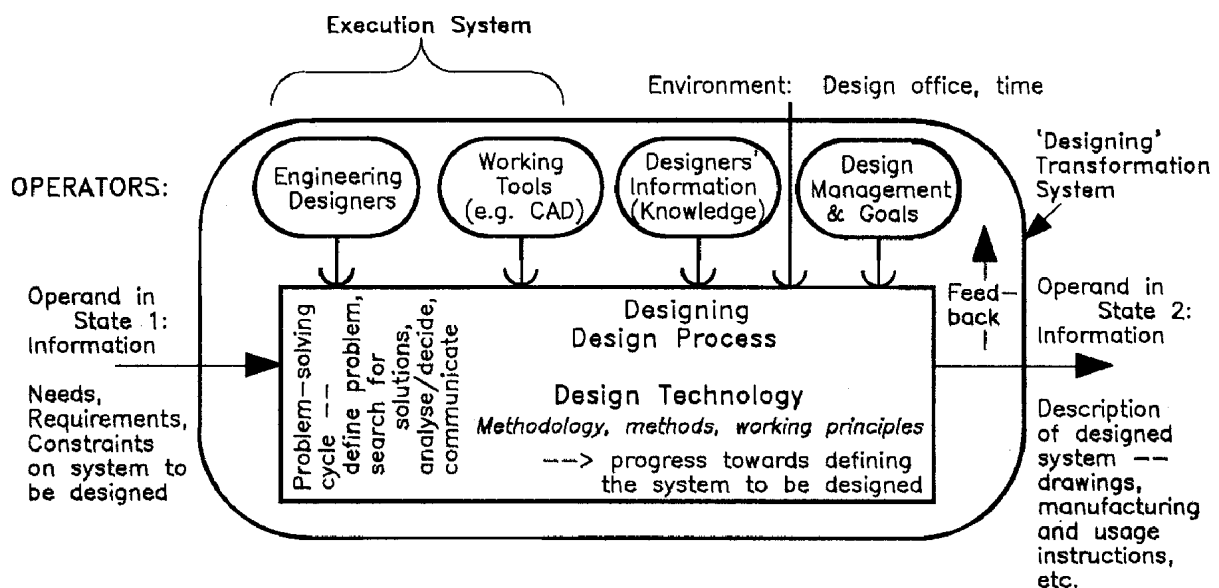 Execution System
Environment: Design office, time
'Designing'
Transformation
System
OPERATORS:
Engineering
Designers
Working
Tools
(e.g. CAD)
Designers'
Information
(Knowledge)
Design
Management
& Goals
Operand in
State 1:
Information
Needs,
Requirements,
Constraints
on system to
be designed
Problem-solving
cycle --
define problem,
search for
solutions,
analyse/decide,
communicate
Designing
Design Process
Design Technology
Methodology, methods, working principles
--> progress towards defining
the system to be designed
Feed-
back
Operand in
State 2:
Information
Description
of designed
system --
drawings,
manufacturing
and usage
instructions,
etc.